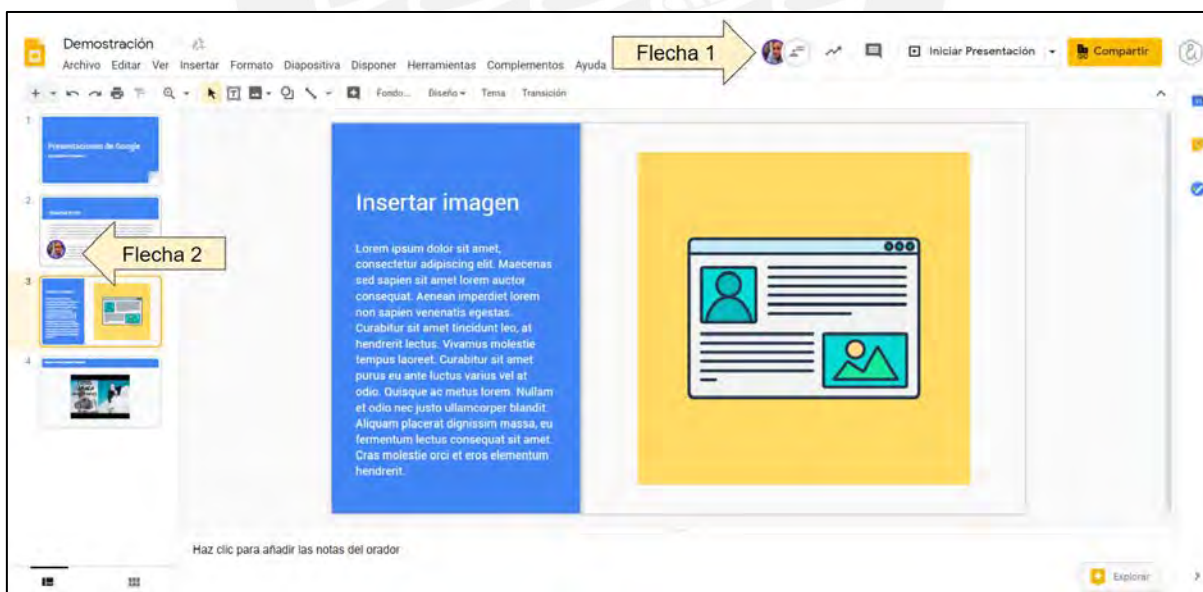 Demostración
Archivo Editar Ver Insertar Formato Diapositiva Disponer Herramientas Complementos Ayuda
Flecha 1
Iniciar Presentación
Compartir
Fondo... Diseño Tema Transición
1
Presentaciones de Google
2
Flecha 2
3
4
Insertar imagen
Lorem ipsum dolor sit amet,
consectetur adipiscing elit. Maecenas
sed sapien sit amet lorem auctor
consequat. Aenean imperdiet lorem
non sapien venenatis egestas.
Curabitur sit amet tincidunt leo, at
hendrerit lectus. Vivamus molestie
tempus laoreet. Curabitur sit amet
purus eu ante luctus varius vel at
odio. Quisque ac metus lorem. Nullam
et odio nec justo ullamcorper blandit.
Aliquam placerat dignissim massa, eu
fermentum lectus consequat sit amet.
Cras molestie orci et eros elementum
hendrerit.
Haz clic para añadir las notas del orador
Explorar